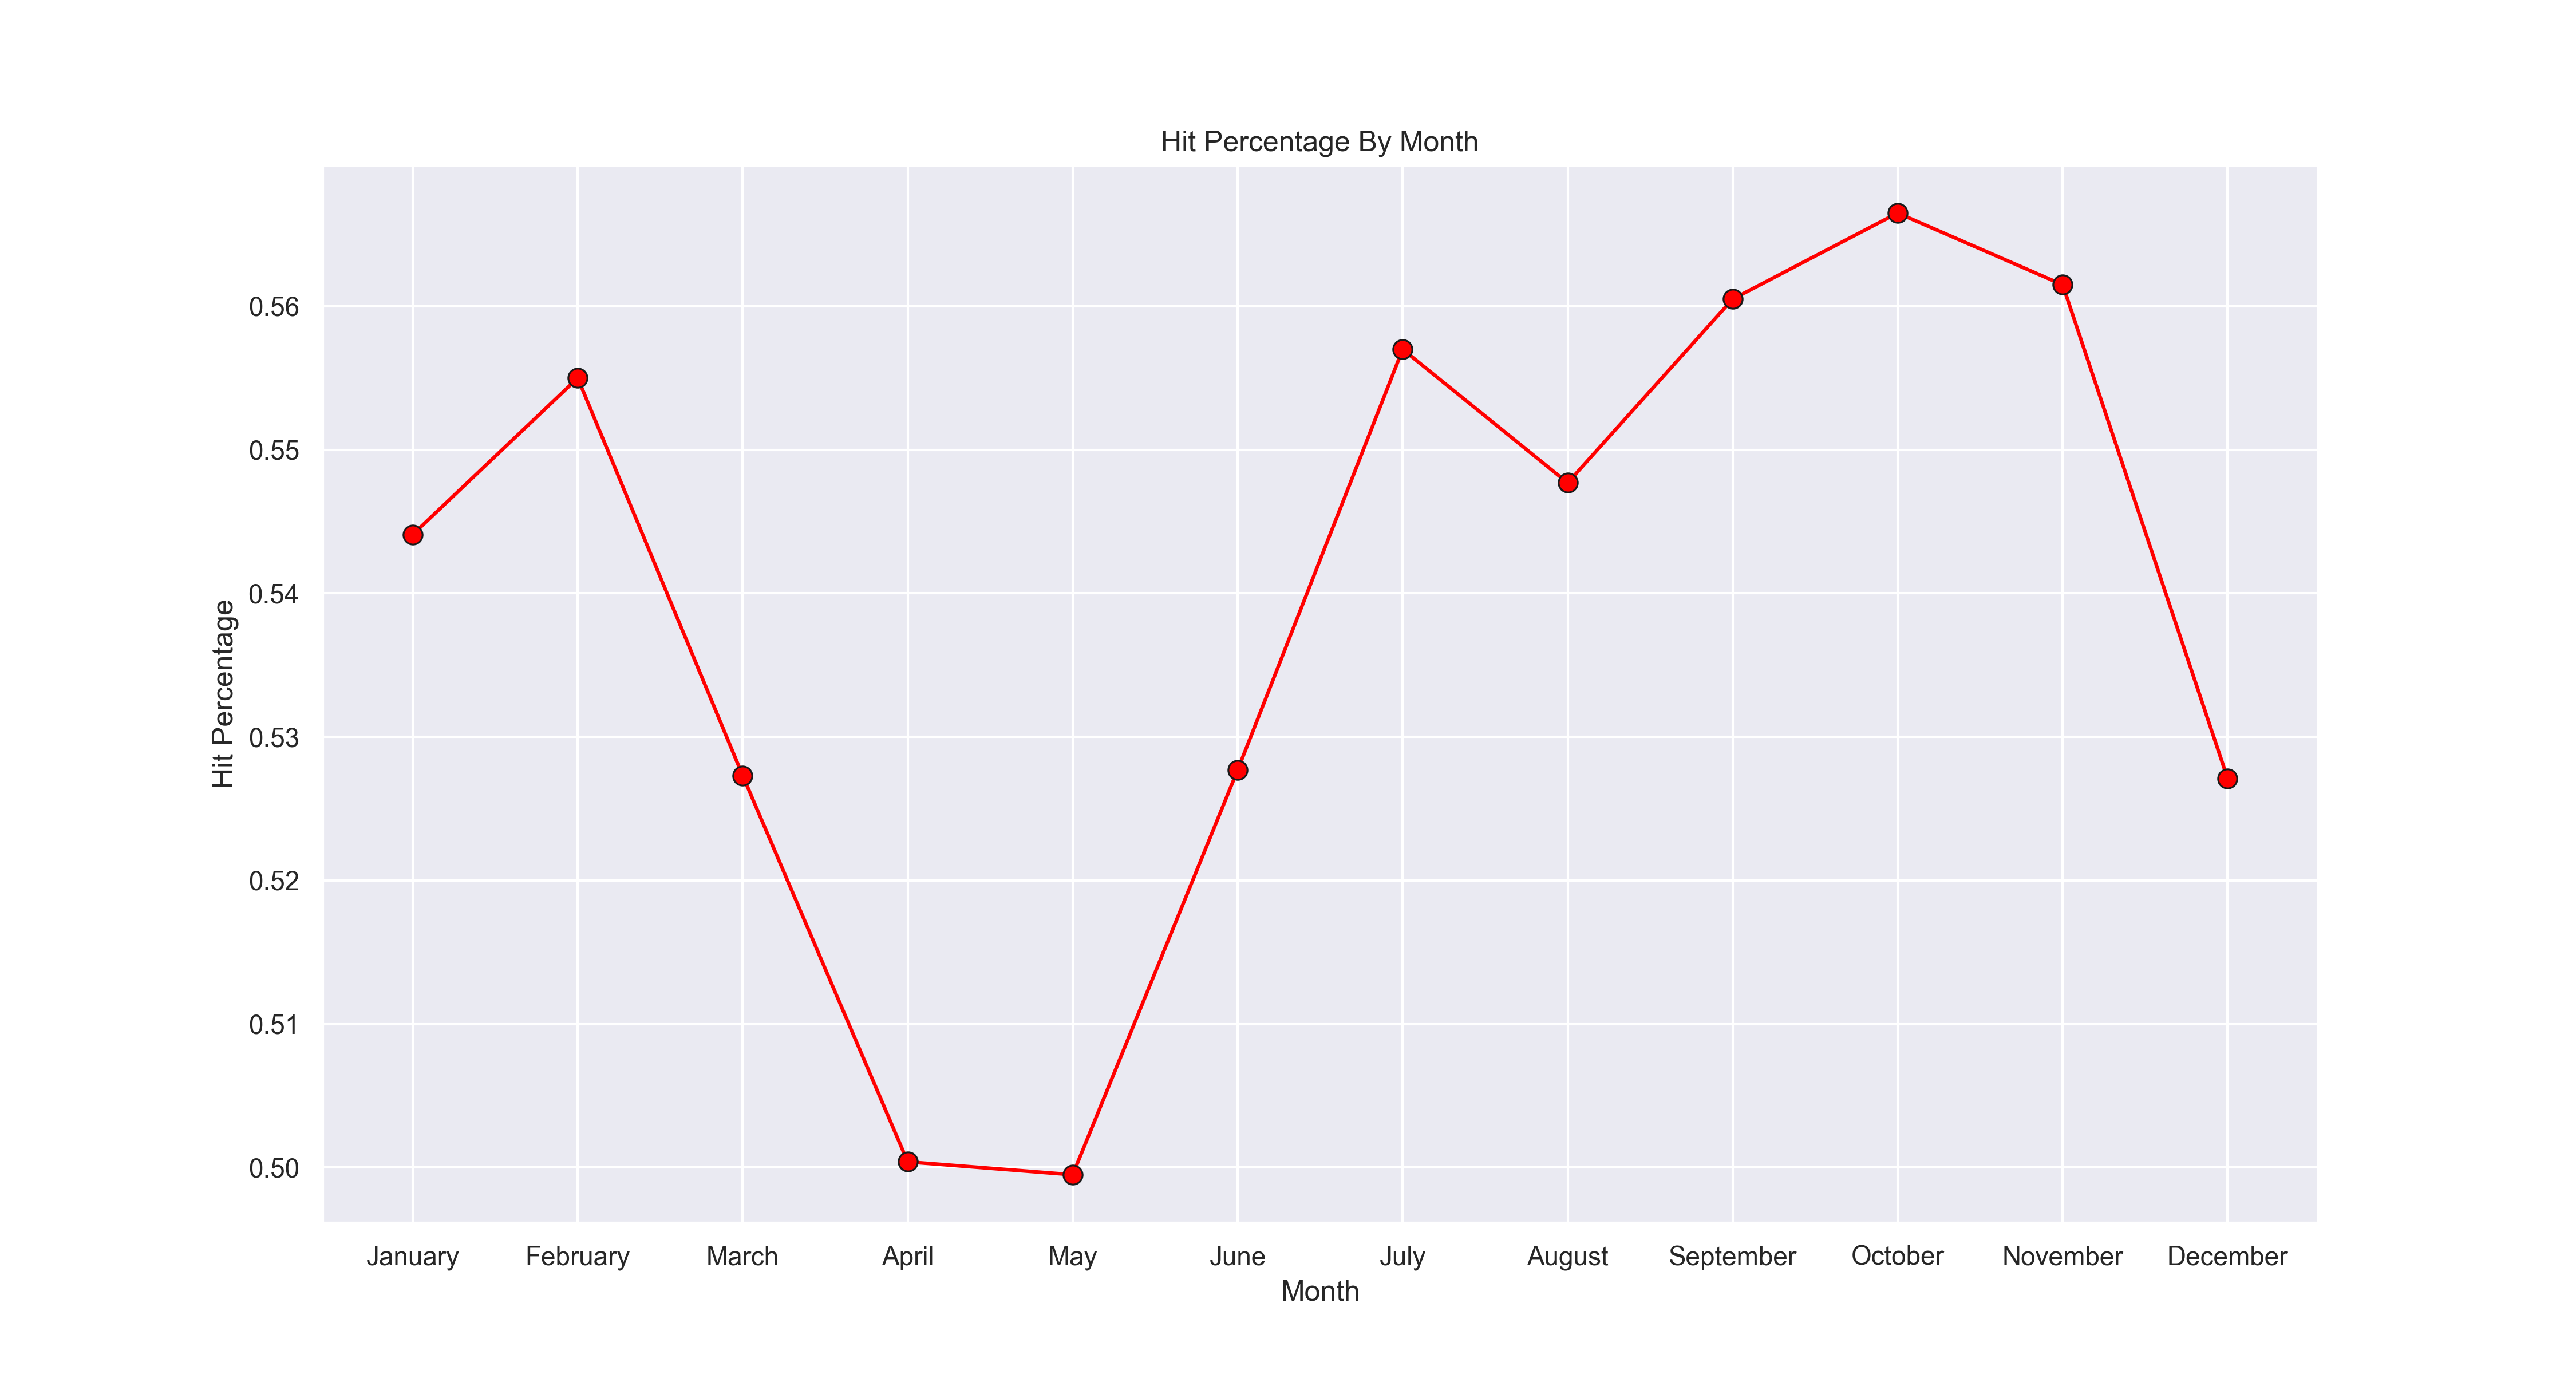 Hit Percentage By Month
Hit Percentage
0.56
0.55
0.54
0.53
0.52
0.51
0.50
January February March April May June July August September October November December
Month